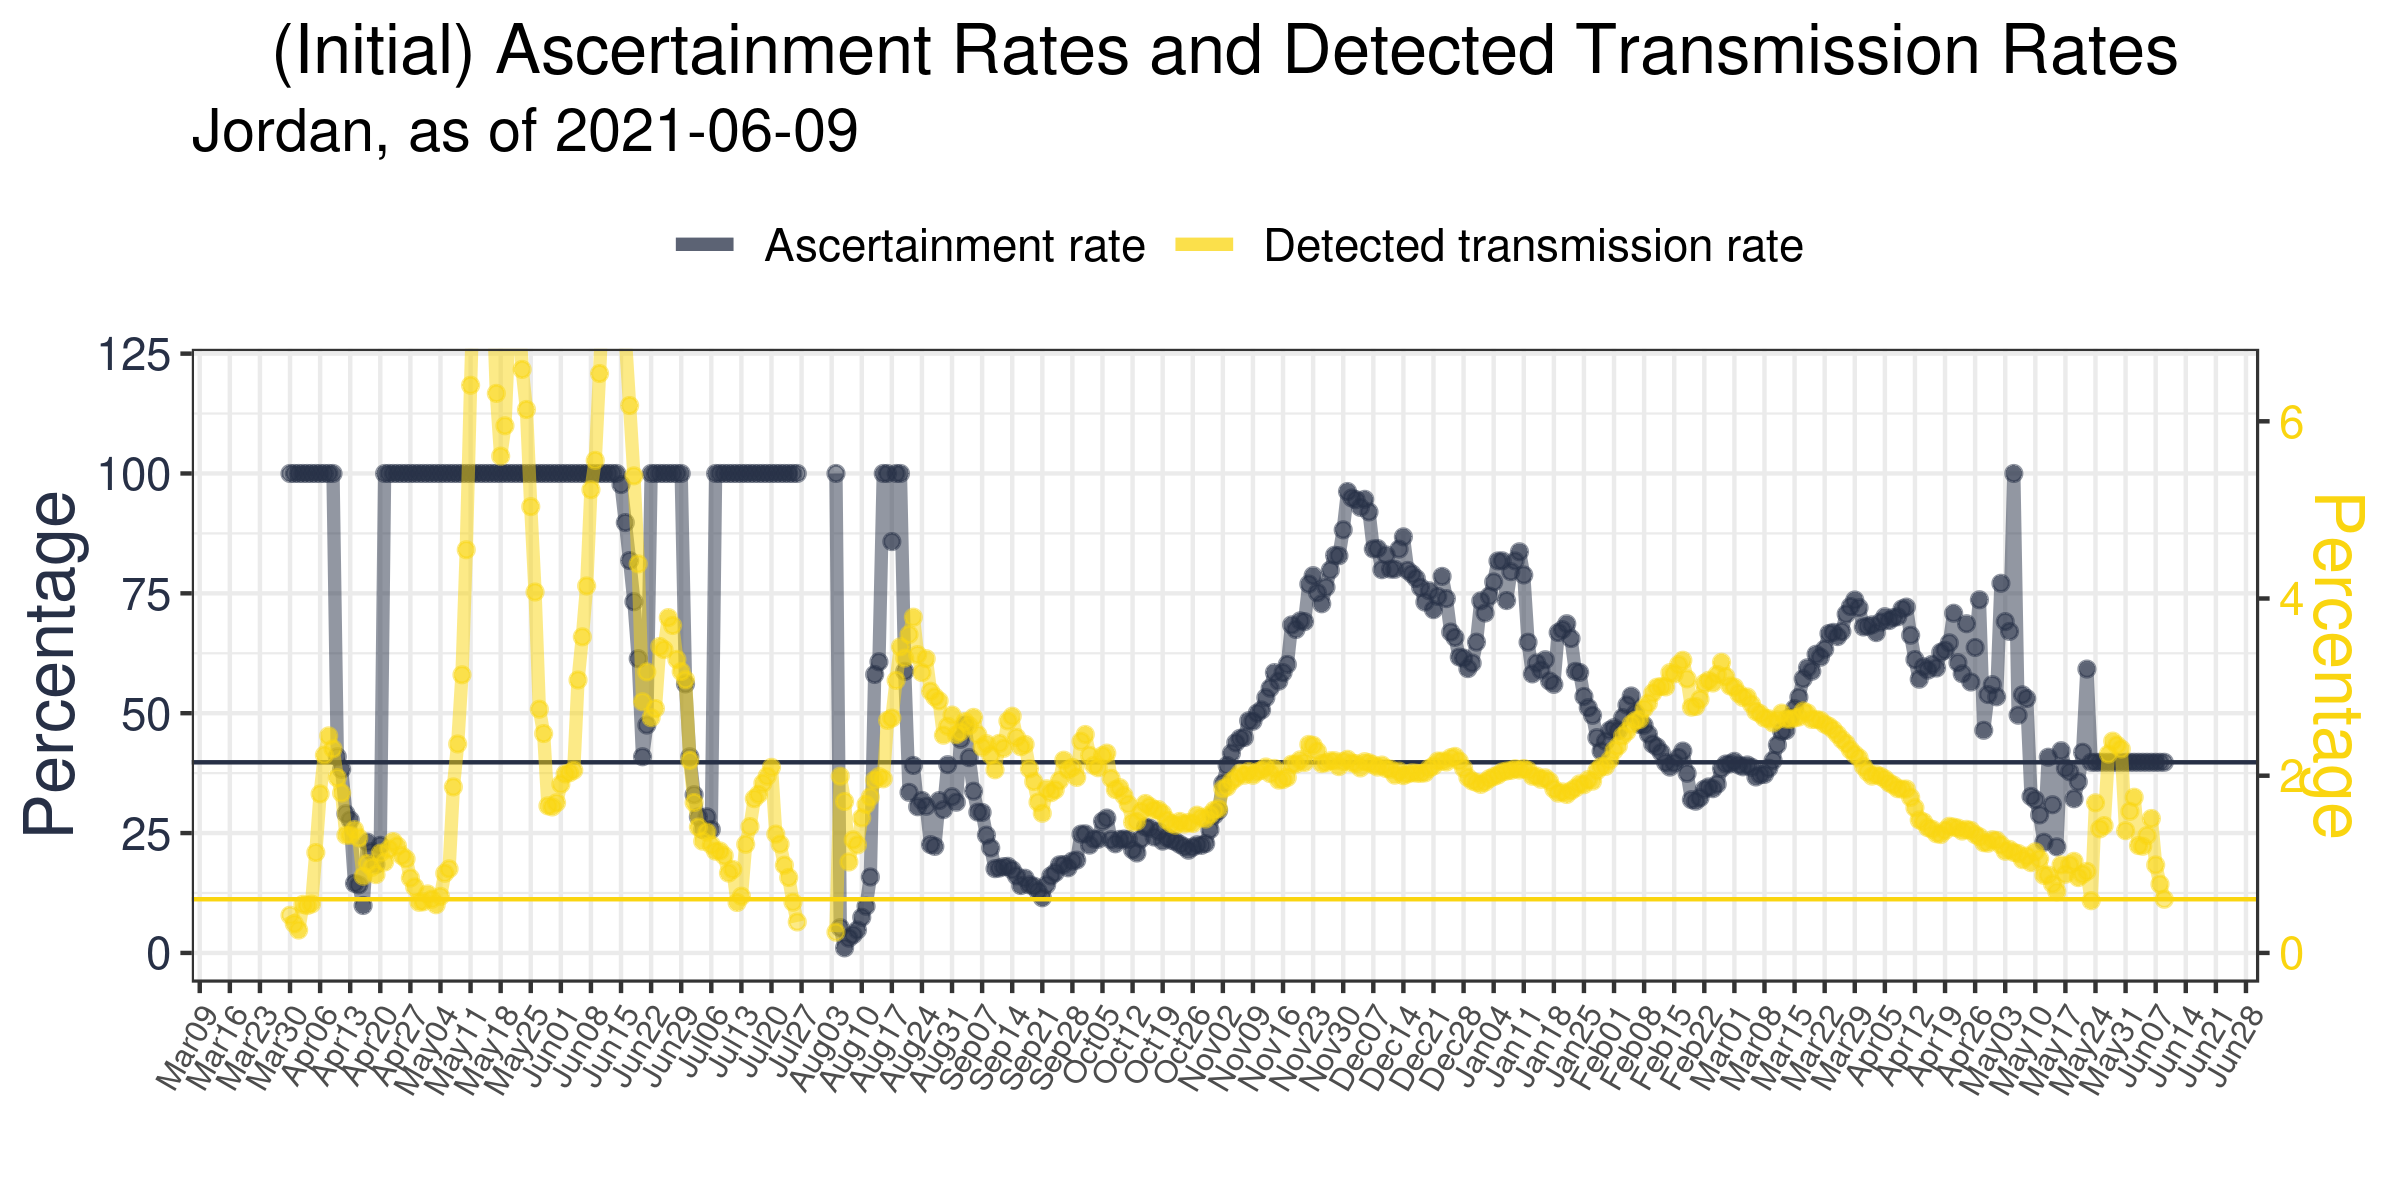 (Initial) Ascertainment Rates and Detected Transmission Rates
Jordan, as of 2021-06-09
Ascertainment rate
Detected transmission rate
125
100
75
50
25
0
Percentage
6
4
2
0
Percentage
Mar09
Mar16
Mar23
Mar30
Apr06
Apr13
Apr20
Apr27
May04
May11
May18
May25
Jun01
Jun08
Jun15
Jun22
Jun29
Jul06
Jul13
Jul20
Jul27
Aug03
Aug10
Aug17
Aug24
Aug31
Sep07
Sep14
Sep21
Sep28
Oct05
Oct12
Oct19
Oct26
Nov02
Nov09
Nov16
Nov23
Nov30
Dec07
Dec14
Dec21
Dec28
Jan04
Jan11
Jan18
Jan25
Feb01
Feb08
Feb15
Feb22
Mar01
Mar08
Mar15
Mar22
Mar29
Apr05
Apr12
Apr19
Apr26
May03
May10
May17
May24
May31
Jun07
Jun14
Jun21
Jun28